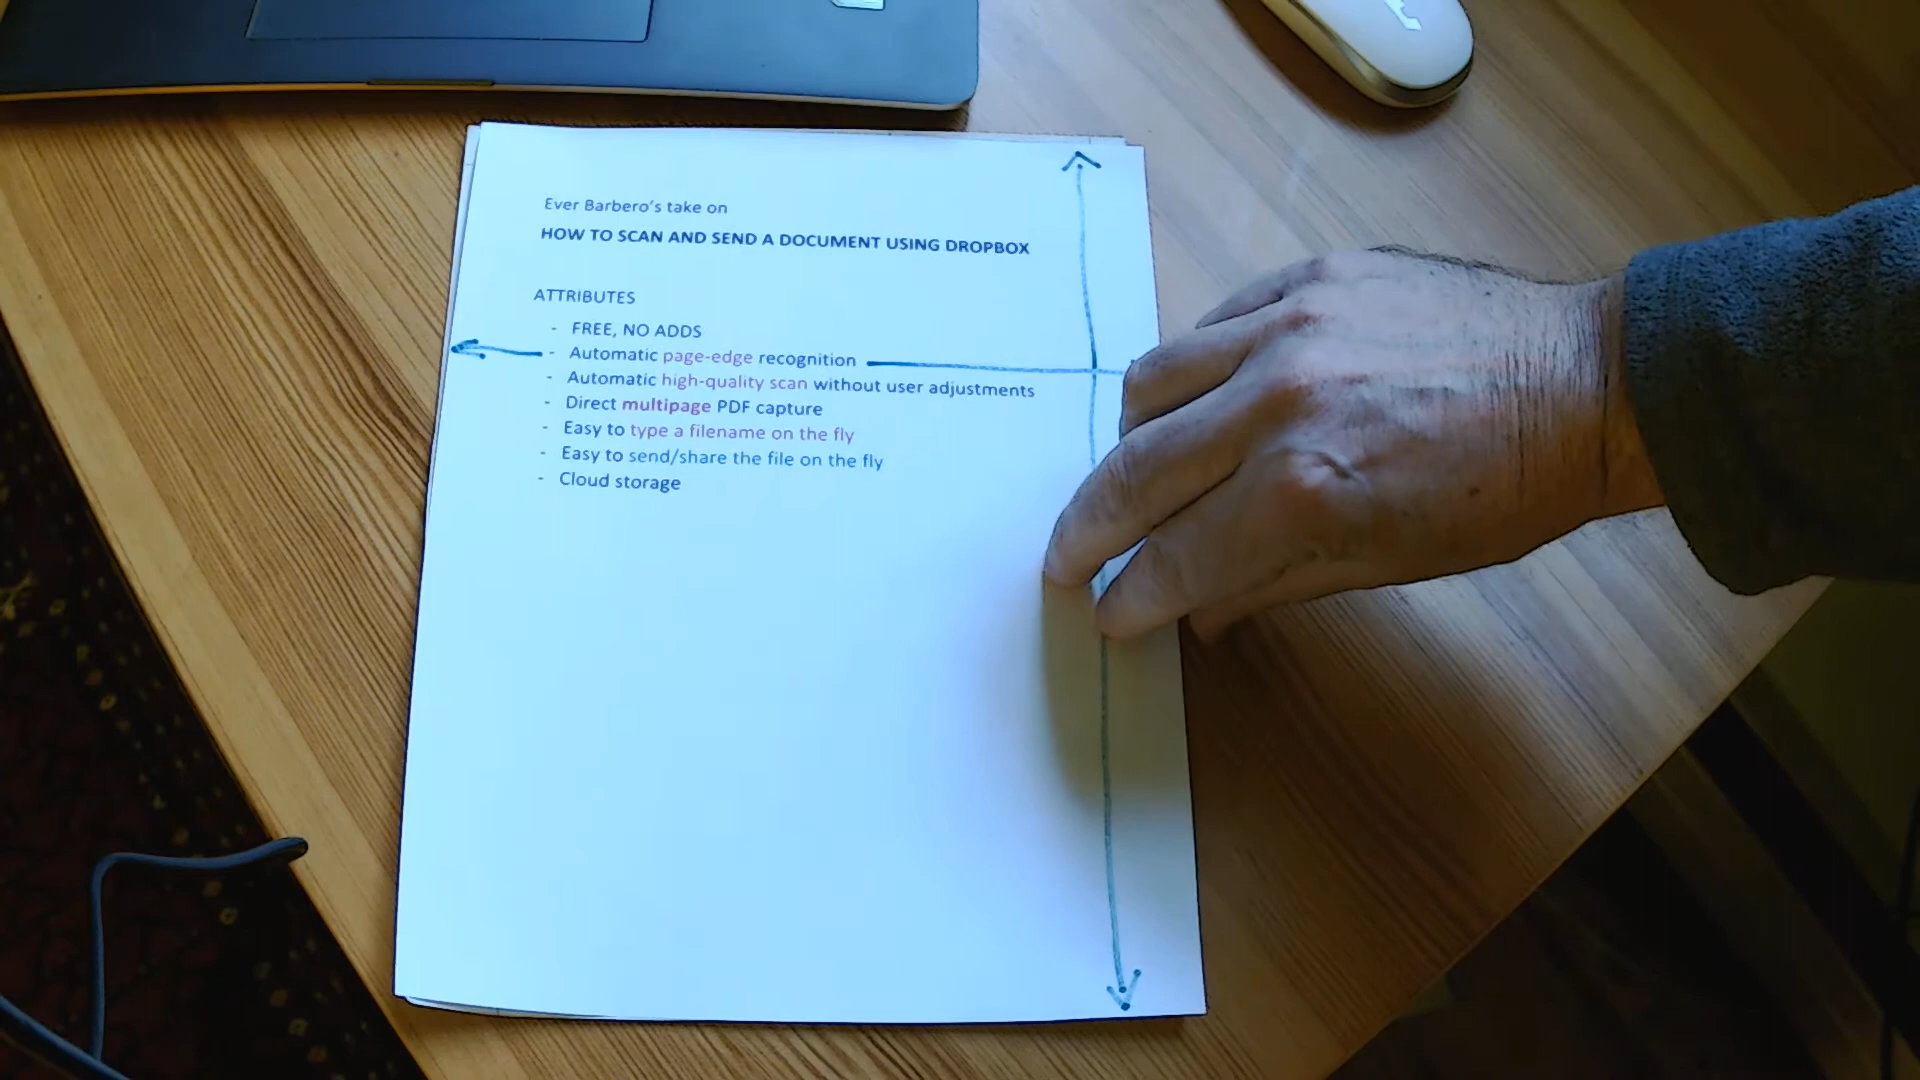 Ever Barbero's take on
HOW TO SCAN AND SEND A DOCUMENT USING DROPBOX
ATTRIBUTES
- FREE, NO ADDS
- Automatic page-edge recognition
- Automatic high-quality scan without user adjustments
- Direct multipage PDF capture
- Easy to type a filename on the fly
- Easy to send/share the file on the fly
- Cloud storage